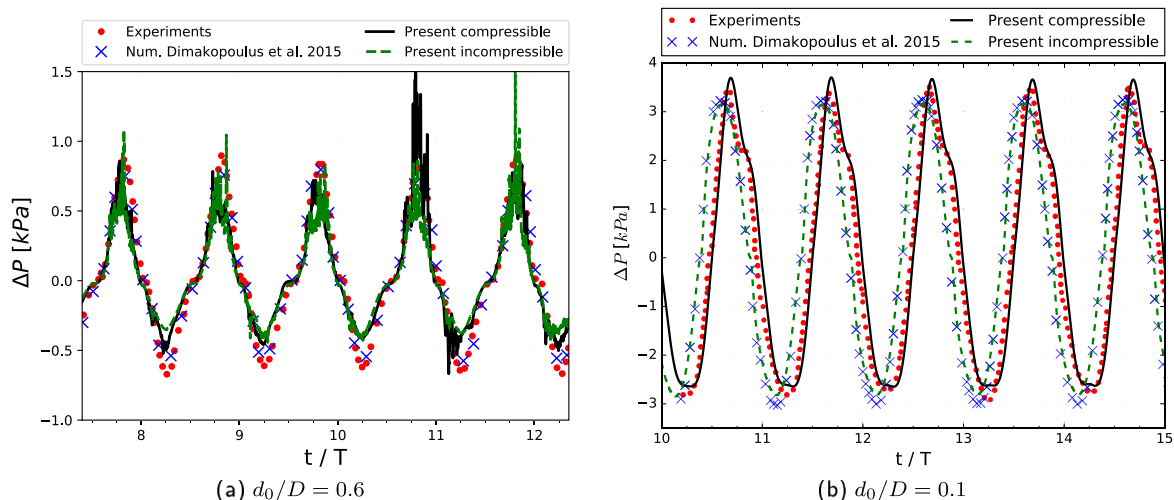 Experiments
Num. Dimakopoulus et al. 2015
Present compressible
Present incompressible
1.5
1.0
0.5
0.0
−0.5
−1.0
ΔP [kPa]
8 9 10 11 12
t / T
(a) d₀/D = 0.6
Experiments
Num. Dimakopoulus et al. 2015
Present compressible
Present incompressible
4
3
2
1
0
−1
−2
−3
ΔP [kPa]
10 11 12 13 14 15
t / T
(b) d₀/D = 0.1